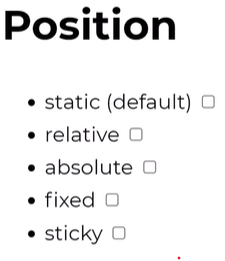 Position
• static (default)
• relative
• absolute
• fixed
• sticky